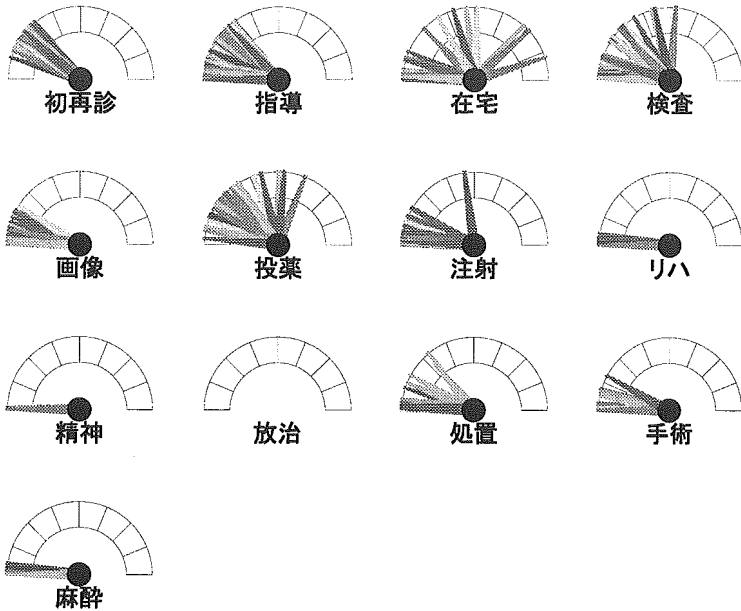 初再診
指導
在宅
検査
画像
投薬
注射
リハ
精神
放治
処置
手術
麻酔